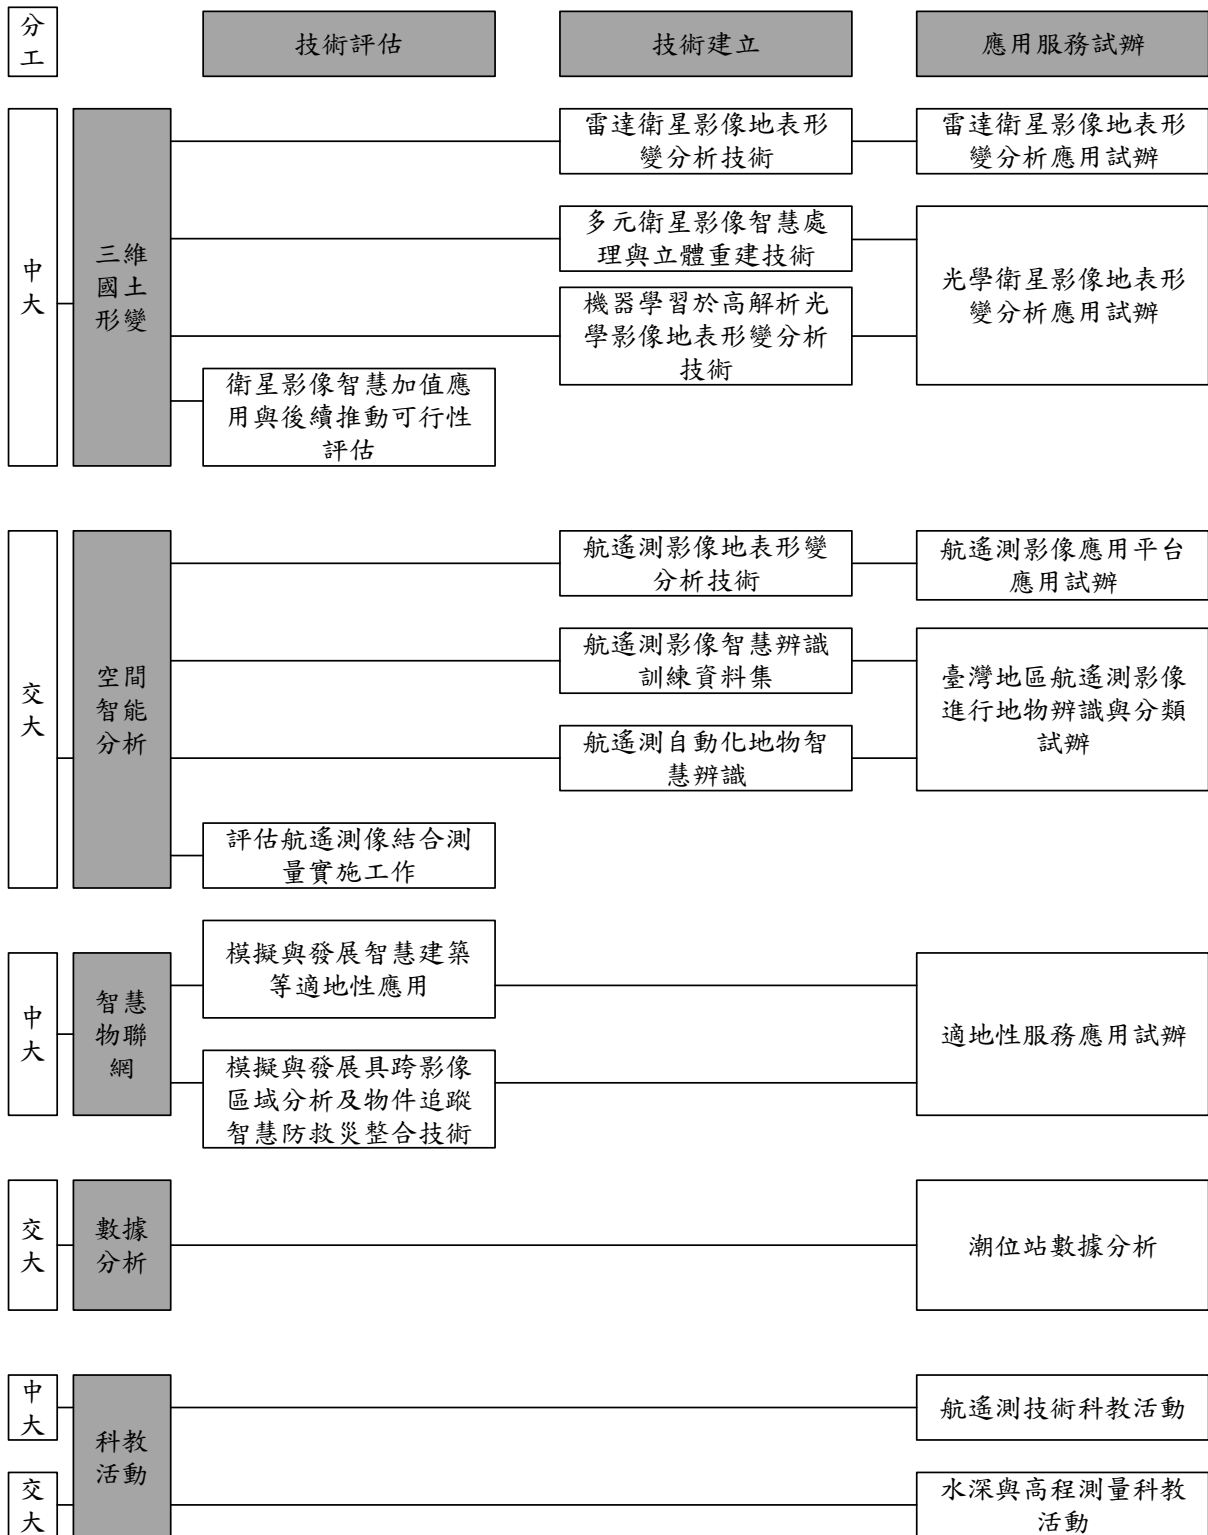 分
工
技術評估
技術建立
應用服務試辦
中
大
三維
國土
形變
雷達衛星影像地表形
變分析技術
雷達衛星影像地表形
變分析應用試辦
多元衛星影像智慧處
理與立體重建技術
機器學習於高解析光
學影像地表形變分析
技術
光學衛星影像地表形
變分析應用試辦
衛星影像智慧加值應
用與後續推動可行性
評估
交
大
空間
智能
分析
航遙測影像地表形變
分析技術
航遙測影像應用平台
應用試辦
航遙測影像智慧辨識
訓練資料集
航遙測自動化地物智
慧辨識
臺灣地區航遙測影像
進行地物辨識與分類
試辦
評估航遙測像結合測
量實施工作
中
大
智慧
物聯
網
模擬與發展智慧建築
等適地性應用
模擬與發展具跨影像
區域分析及物件追蹤
智慧防救災整合技術
適地性服務應用試辦
交
大
數據
分析
潮位站數據分析
中
大
科教
活動
航遙測技術科教活動
交
大
水深與高程測量科教
活動